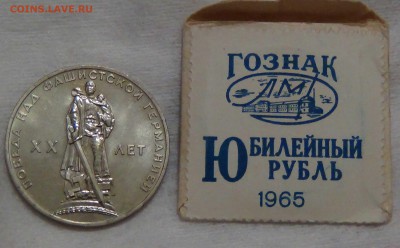 COINS.LAVE.RU
ПОБЕДА НАД ФАШИСТСКОЙ ГЕРМАНИЕЙ
XX ЛЕТ
ГОЗНАК
ЛМД
ЮБИЛЕЙНЫЙ
РУБЛЬ
1965